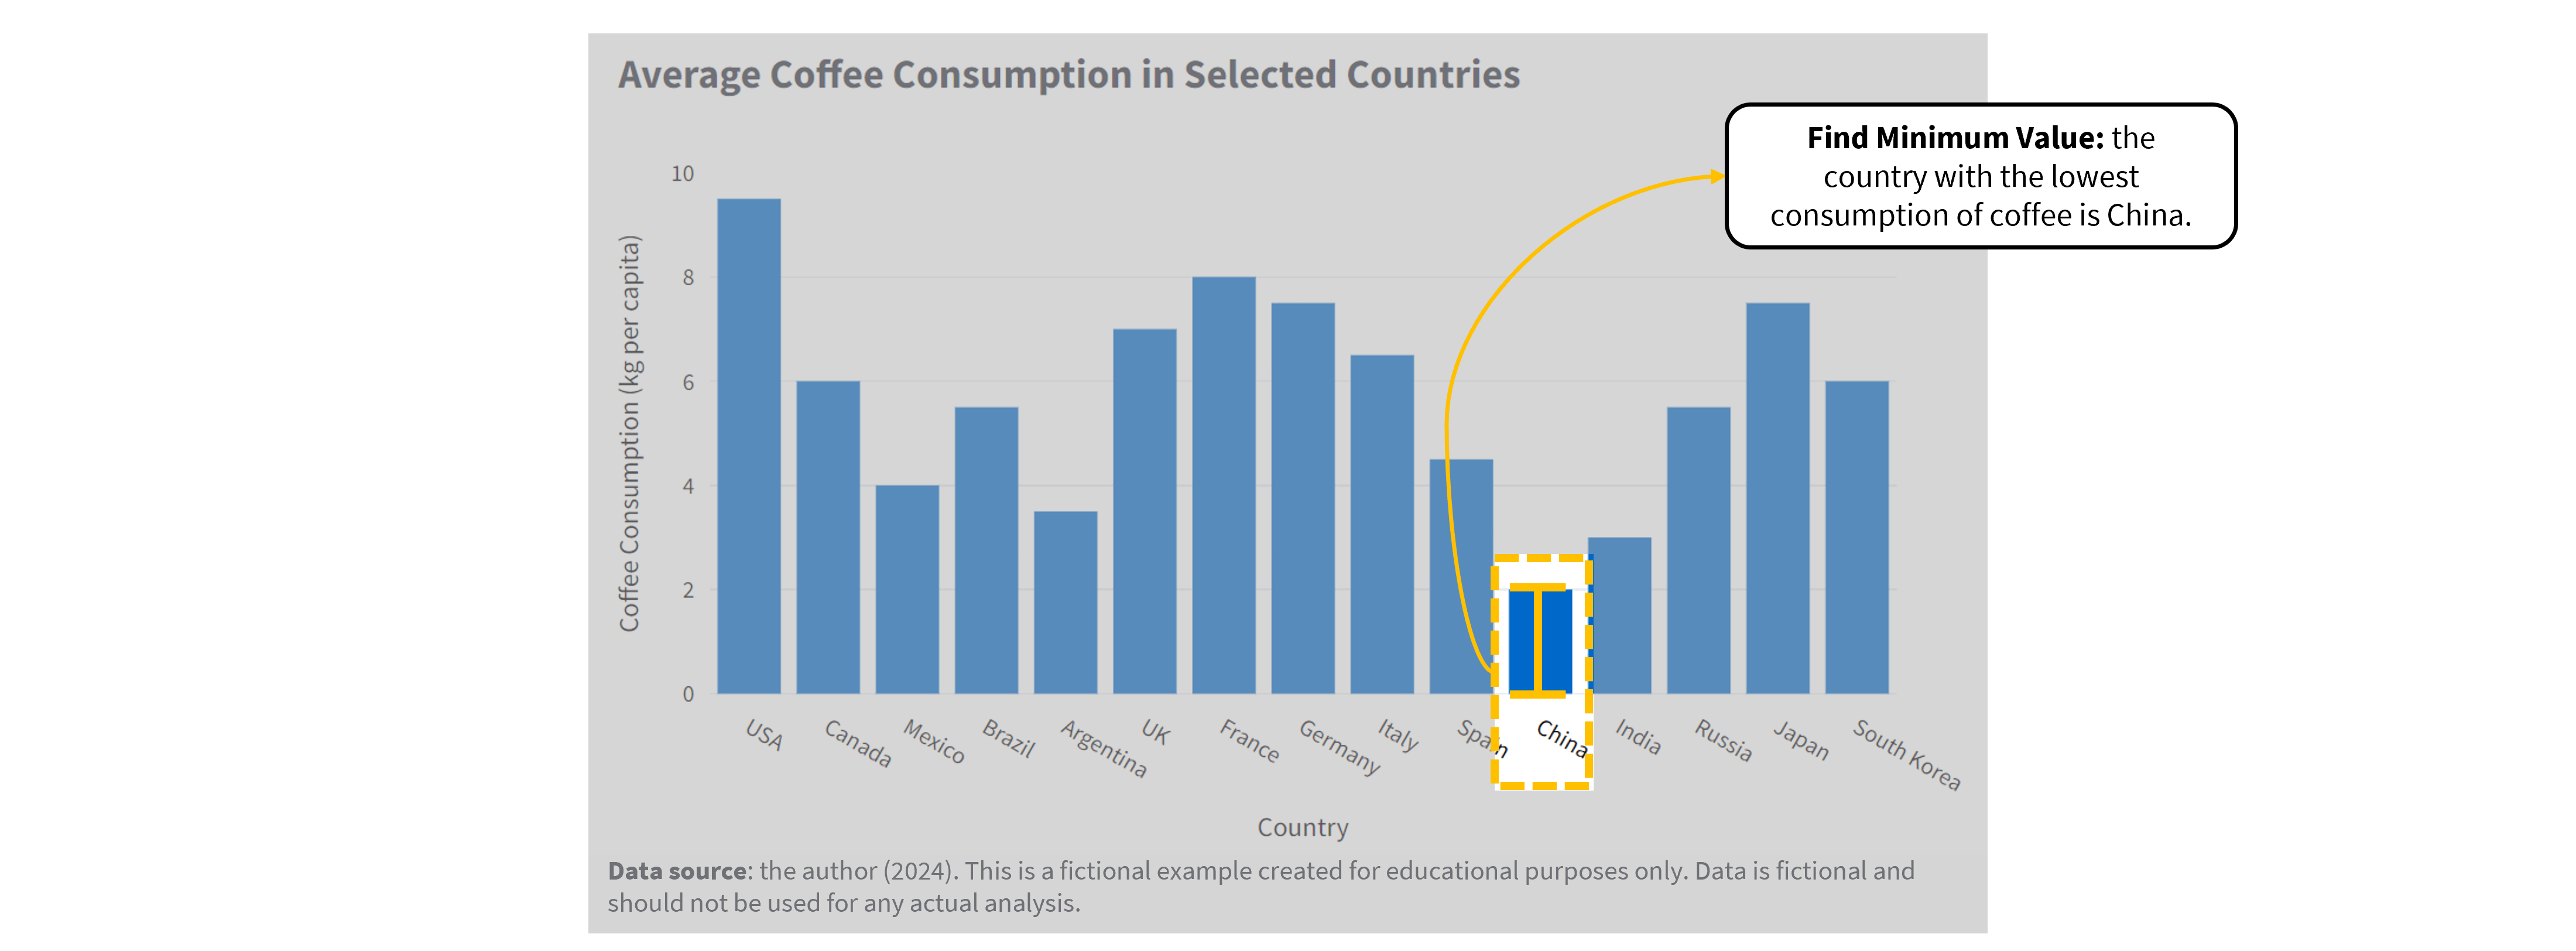 Average Coffee Consumption in Selected Countries
Find Minimum Value: the
country with the lowest
consumption of coffee is China.
Coffee Consumption (kg per capita)
10
8
6
4
2
0
USA
Canada
Mexico
Brazil
Argentina
UK
France
Germany
Italy
Spain
China
India
Russia
Japan
South Korea
Country
Data source: the author (2024). This is a fictional example created for educational purposes only. Data is fictional and
should not be used for any actual analysis.